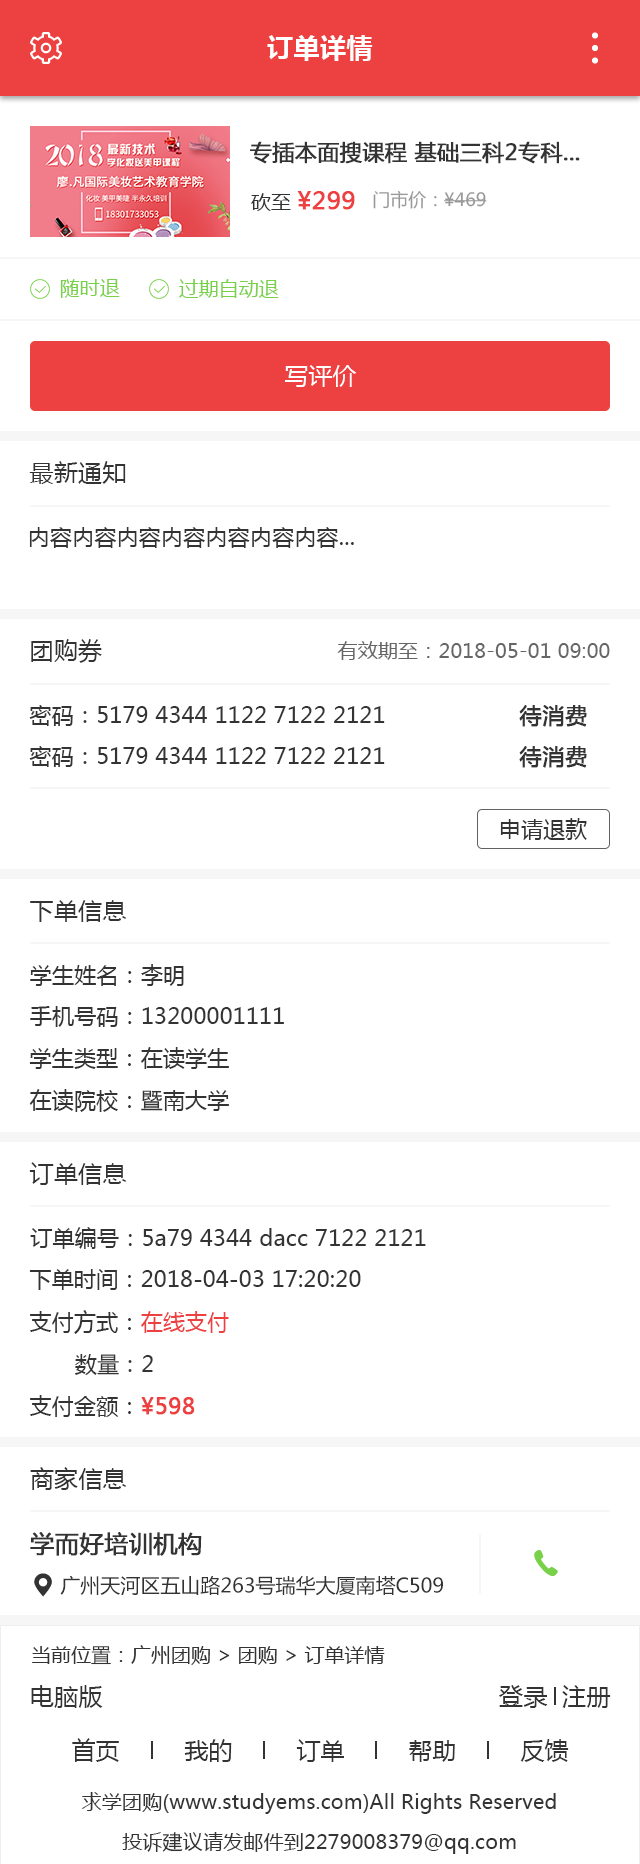 订单详情
2018 最新技术
学化妆送美甲课程
廖.凡国际美妆艺术教育学院
化妆 美甲美睫 半永久培训
18301733053
专插本面授课程 基础三科2专科...
砍至 ¥299 门市价：¥469
随时退 过期自动退
写评价
最新通知
内容内容内容内容内容内容内容...
团购券 有效期至：2018-05-01 09:00
密码：5179 4344 1122 7122 2121 待消费
密码：5179 4344 1122 7122 2121 待消费
申请退款
下单信息
学生姓名：李明
手机号码：13200001111
学生类型：在读学生
在读院校：暨南大学
订单信息
订单编号：5a79 4344 dacc 7122 2121
下单时间：2018-04-03 17:20:20
支付方式：在线支付
数量：2
支付金额：¥598
商家信息
学而好培训机构
广州天河区五山路263号瑞华大厦南塔C509
当前位置：广州团购 > 团购 > 订单详情
电脑版 登录 | 注册
首页 | 我的 | 订单 | 帮助 | 反馈
求学团购(www.studyems.com)All Rights Reserved
投诉建议请发邮件到2279008379@qq.com